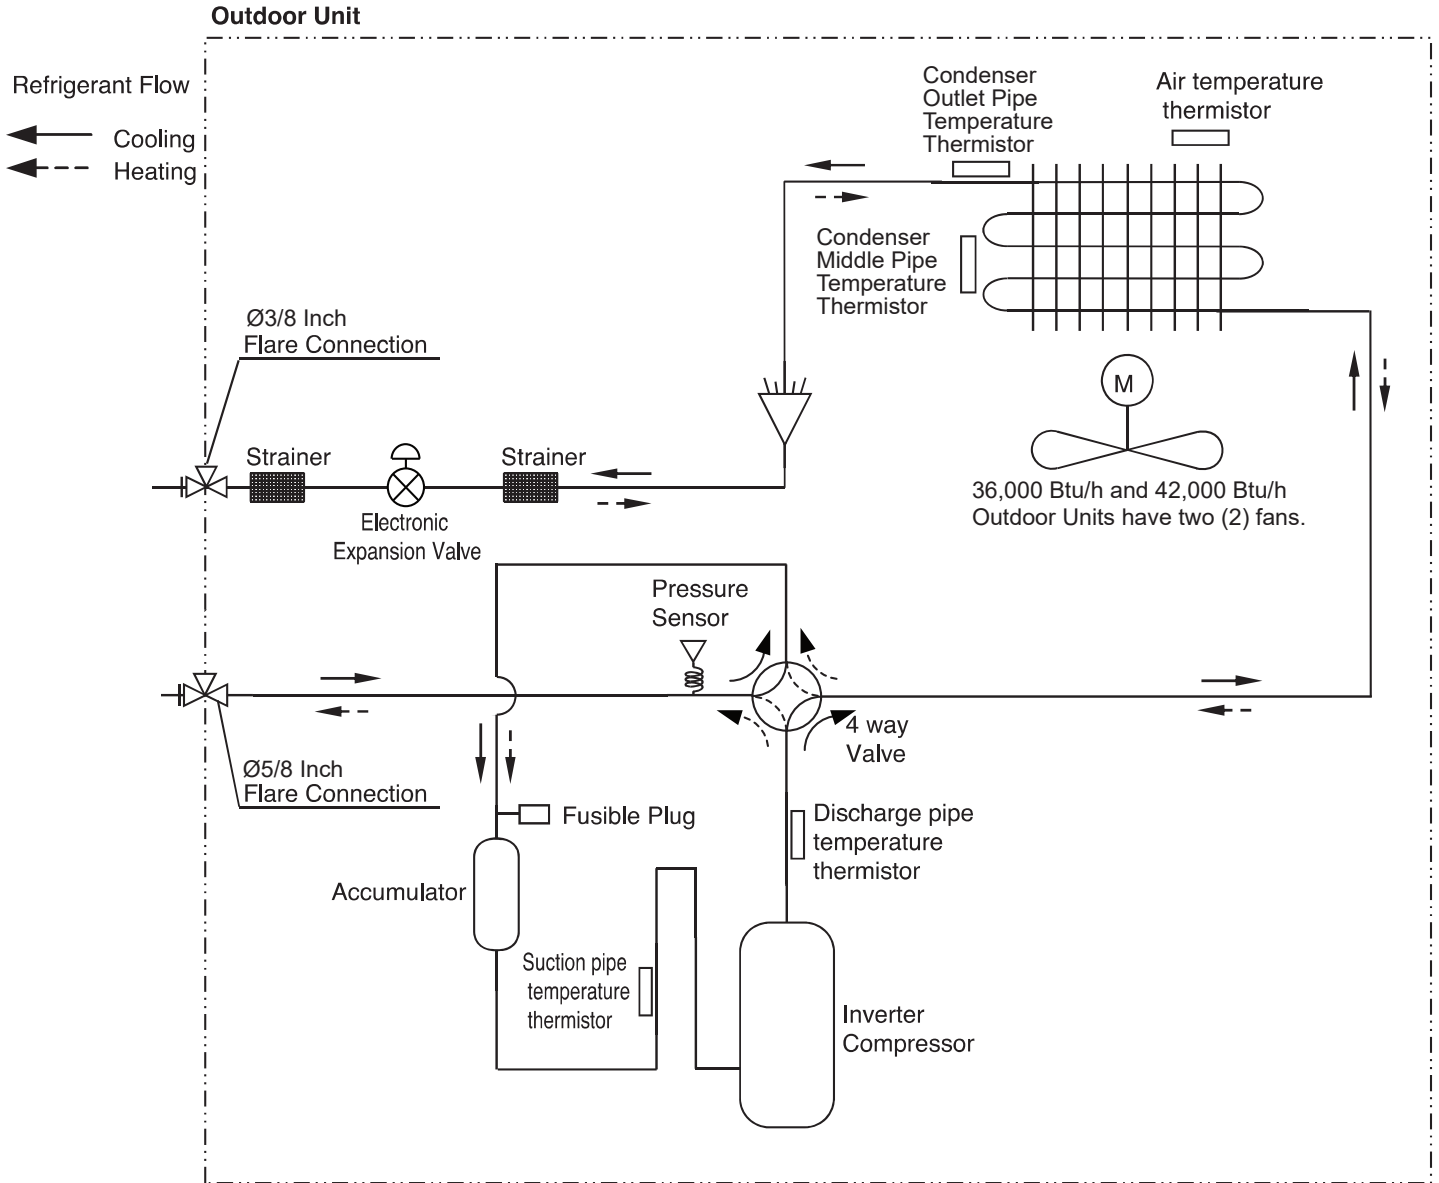 Outdoor Unit
Refrigerant Flow
Cooling
Heating
Condenser
Outlet Pipe
Temperature
Thermistor
Air temperature
thermistor
Condenser
Middle Pipe
Temperature
Thermistor
Ø3/8 Inch
Flare Connection
M
Strainer
Strainer
Electronic
Expansion Valve
36,000 Btu/h and 42,000 Btu/h
Outdoor Units have two (2) fans.
Pressure
Sensor
4 way
Valve
Ø5/8 Inch
Flare Connection
Fusible Plug
Discharge pipe
temperature
thermistor
Accumulator
Suction pipe
temperature
thermistor
Inverter
Compressor